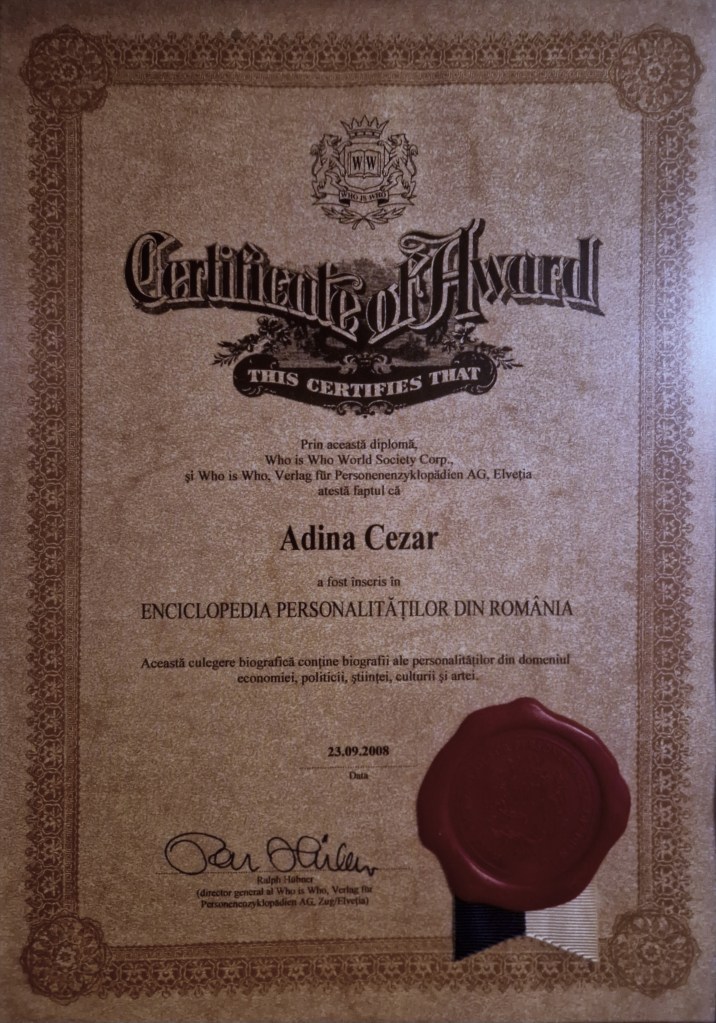 W W
WHO IS WHO
Certificate of Award
THIS CERTIFIES THAT
Prin această diplomă,
Who is Who World Society Corp.,
şi Who is Who, Verlag für Personenenzyklopädien AG, Elveţia
atestă faptul că
Adina Cezar
a fost înscris în
ENCICLOPEDIA PERSONALITĂŢILOR DIN ROMÂNIA
Această culegere biografică conţine biografii ale personalităţilor din domeniul
economiei, politicii, ştiinţei, culturii şi artei.
23.09.2008
Data
Ralph Hübner
(director general al Who is Who, Verlag für
Personenenzyklopädien AG, Zug/Elveţia)